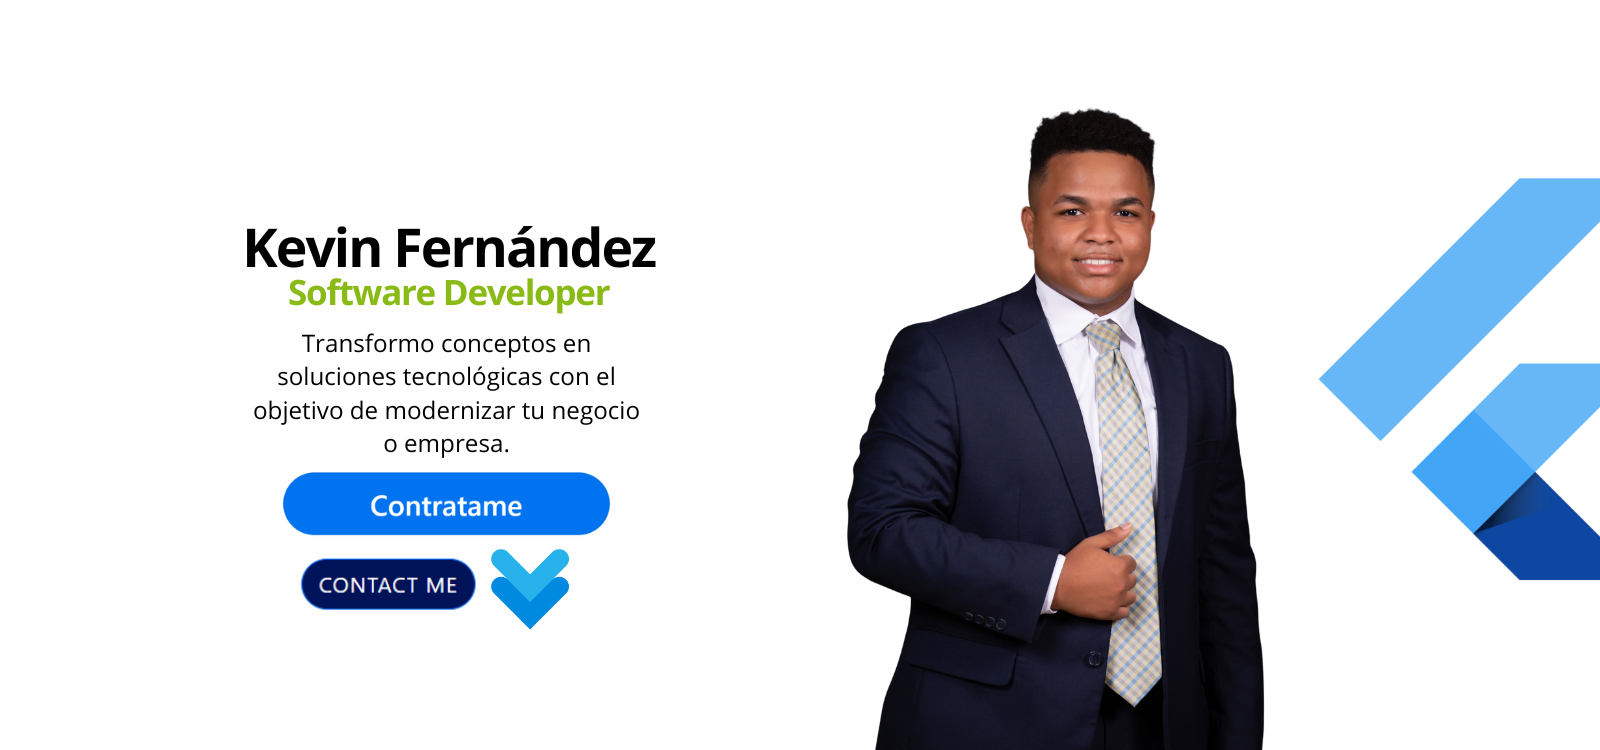 Kevin Fernández
Software Developer
Transformo conceptos en
soluciones tecnológicas con el
objetivo de modernizar tu negocio
o empresa.
Contratame
CONTACT ME